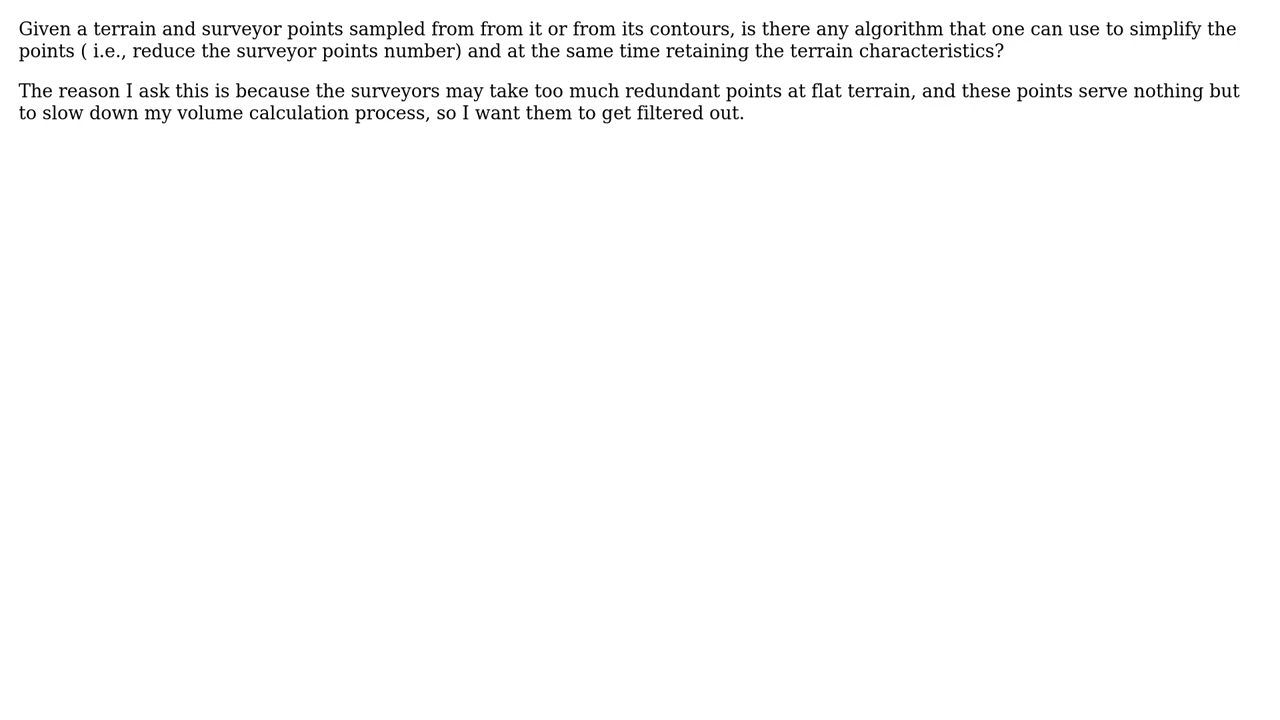 Given a terrain and surveyor points sampled from from it or from its contours, is there any algorithm that one can use to simplify the
points ( i.e., reduce the surveyor points number) and at the same time retaining the terrain characteristics?
The reason I ask this is because the surveyors may take too much redundant points at flat terrain, and these points serve nothing but
to slow down my volume calculation process, so I want them to get filtered out.